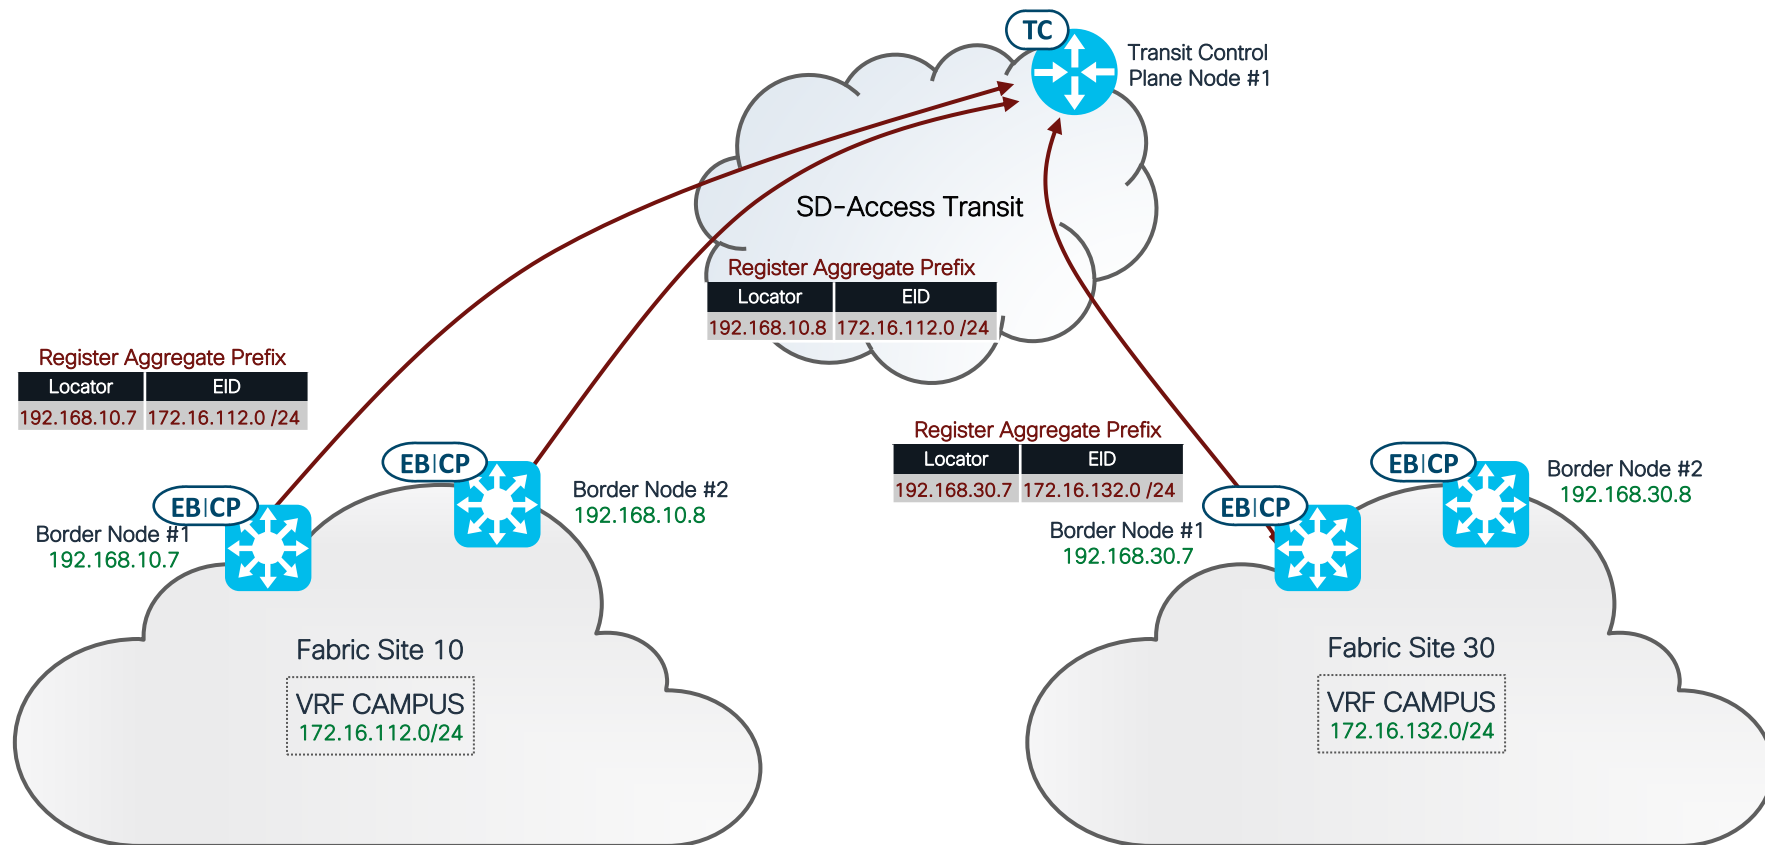 TC
Transit Control
Plane Node #1
SD-Access Transit
Register Aggregate Prefix
Locator EID
192.168.10.8 172.16.112.0 /24
Register Aggregate Prefix
Locator EID
192.168.10.7 172.16.112.0 /24
Register Aggregate Prefix
Locator EID
192.168.30.7 172.16.132.0 /24
EB|CP
Border Node #1
192.168.10.7
EB|CP
Border Node #2
192.168.10.8
EB|CP
Border Node #1
192.168.30.7
EB|CP
Border Node #2
192.168.30.8
Fabric Site 10
VRF CAMPUS
172.16.112.0/24
Fabric Site 30
VRF CAMPUS
172.16.132.0/24